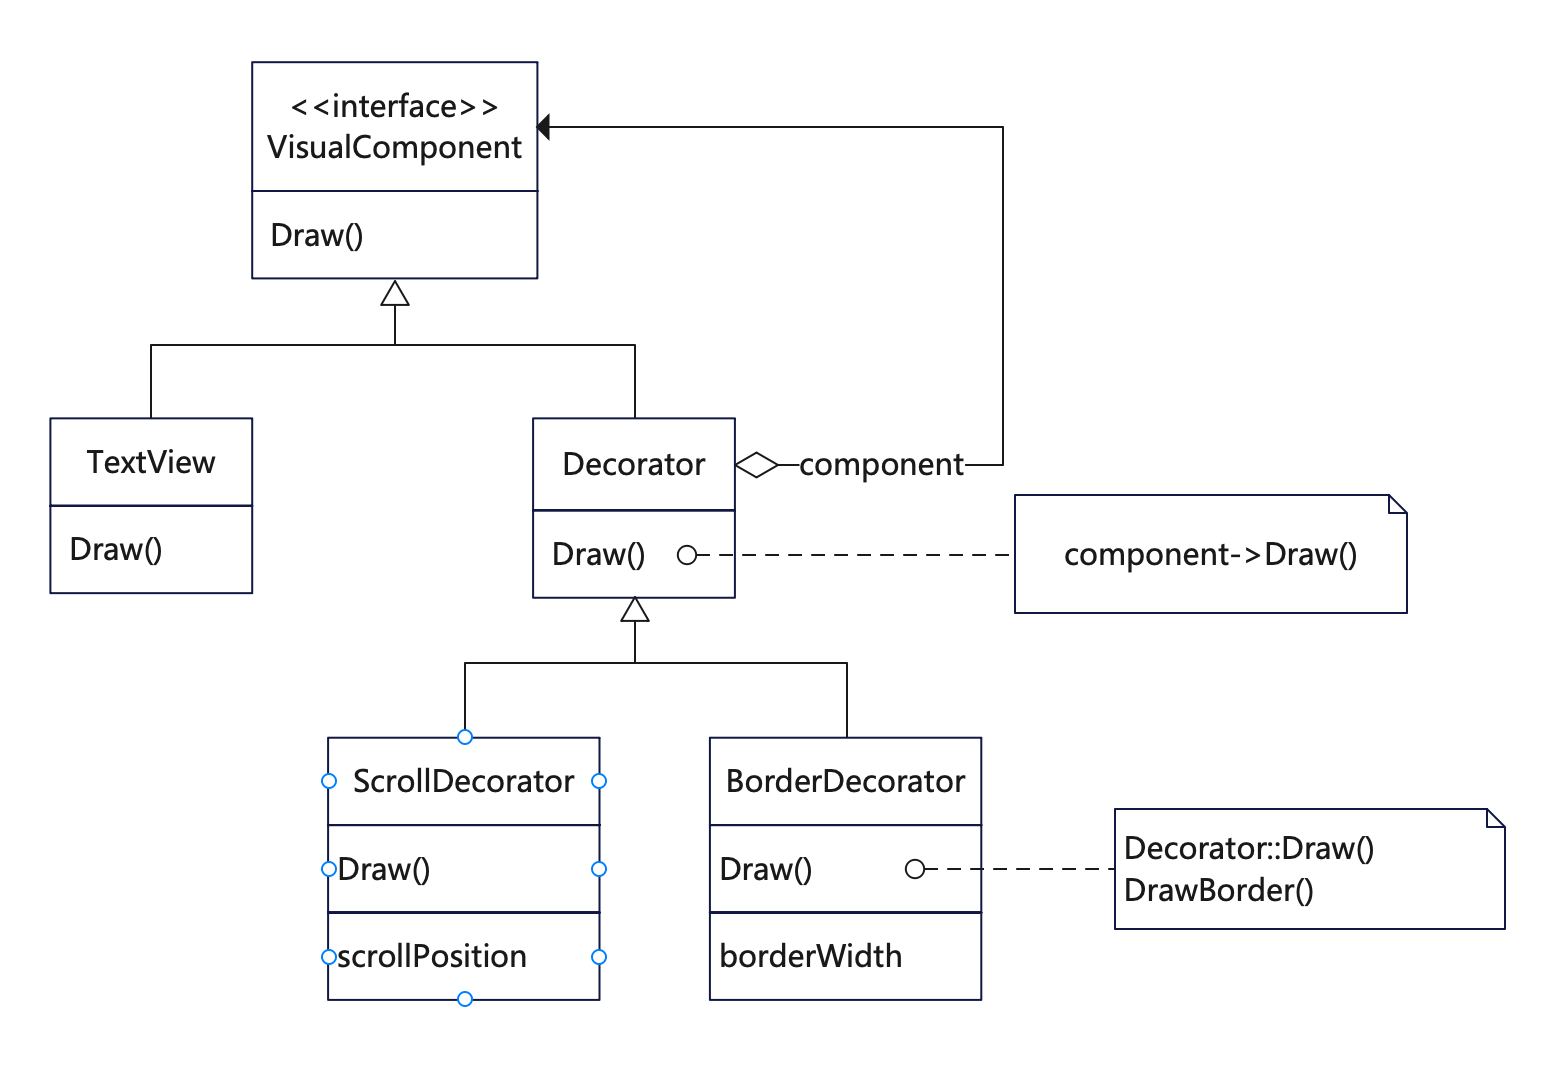 <<interface>>
VisualComponent
Draw()
TextView
Draw()
Decorator
component
Draw()
component->Draw()
ScrollDecorator
Draw()
scrollPosition
BorderDecorator
Draw()
borderWidth
Decorator::Draw()
DrawBorder()